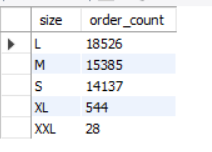 size order_count
L 18526
M 15385
S 14137
XL 544
XXL 28